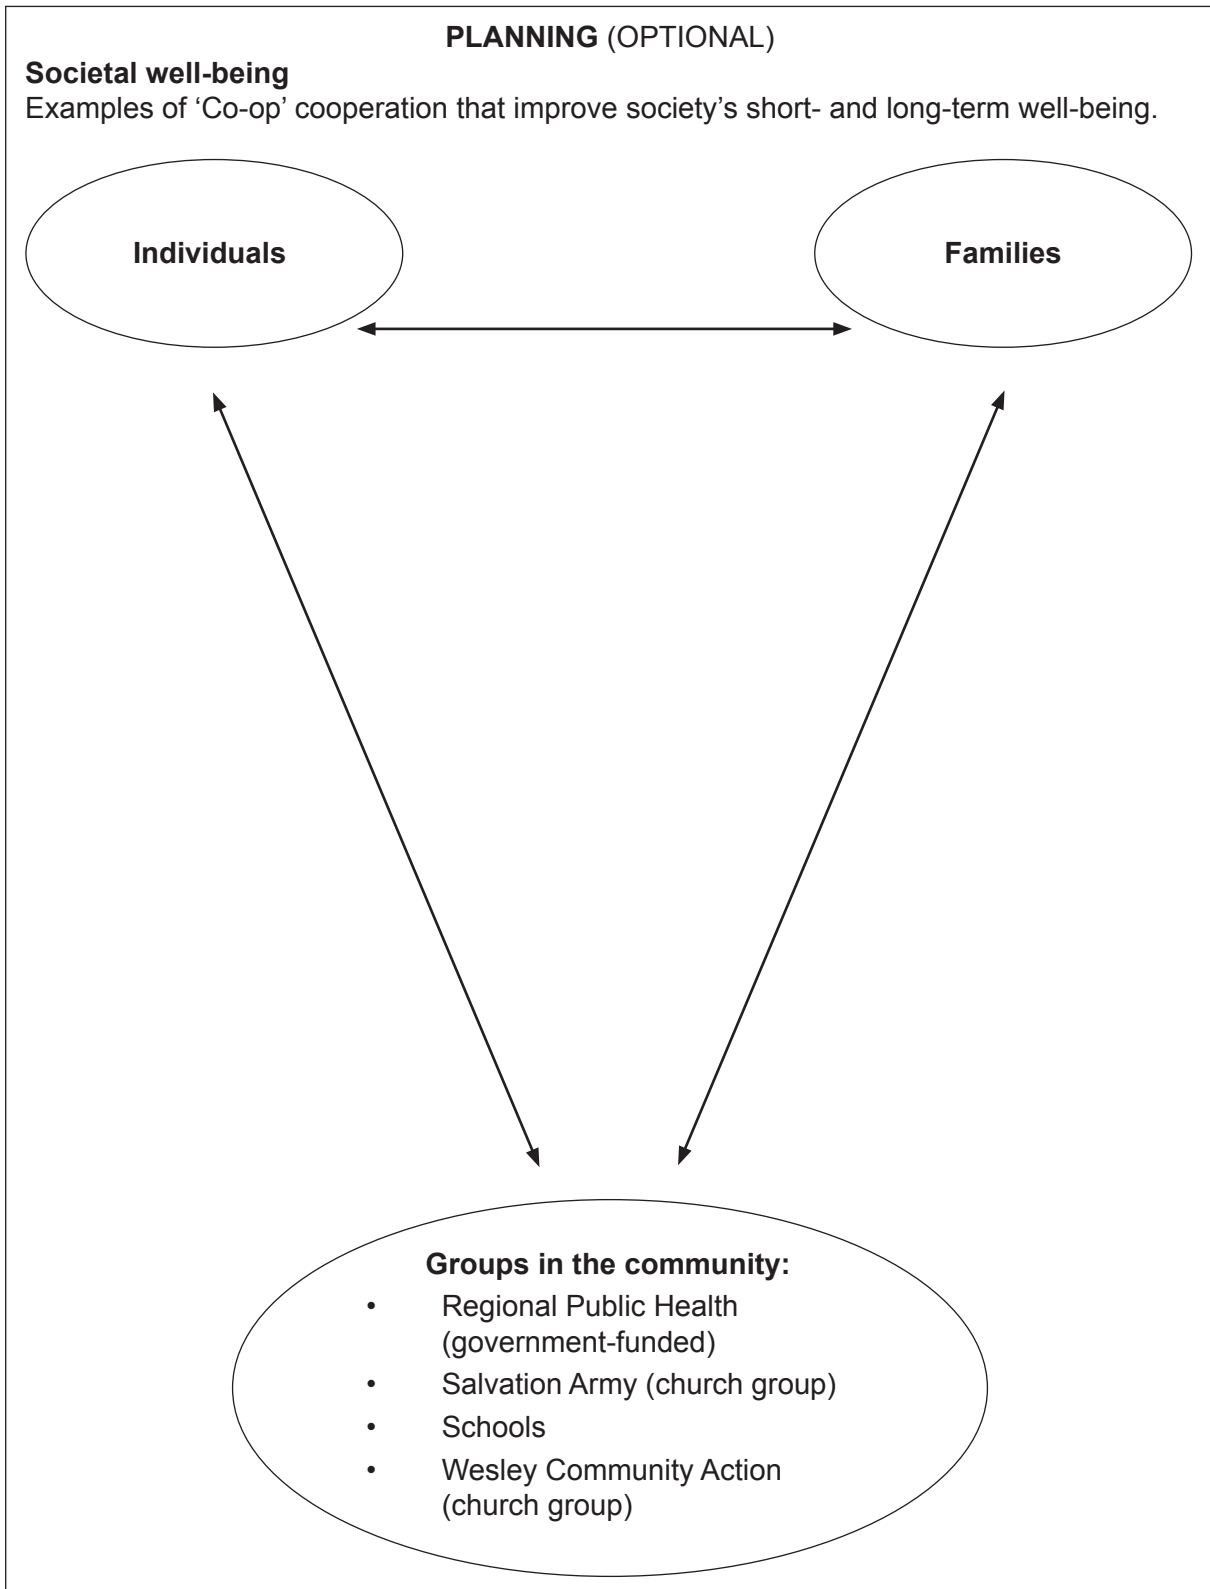 PLANNING (OPTIONAL)
Societal well-being
Examples of ‘Co-op’ cooperation that improve society’s short- and long-term well-being.
Individuals
Families
Groups in the community:
• Regional Public Health
(government-funded)
• Salvation Army (church group)
• Schools
• Wesley Community Action
(church group)